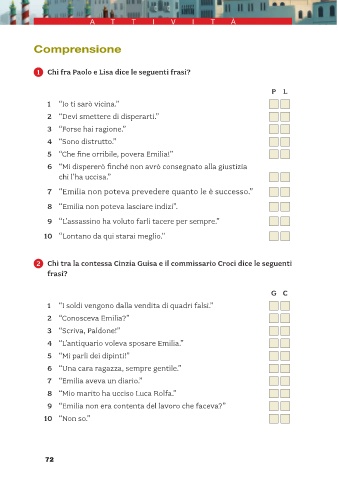 ATTIVITÀ
Comprensione
1 Chi fra Paolo e Lisa dice le seguenti frasi?
P L
1 “Io ti sarò vicina.”
2 “Devi smettere di disperarti.”
3 “Forse hai ragione.”
4 “Sono distrutto.”
5 “Che fine orribile, povera Emilia!”
6 “Mi dispererò finché non avrò consegnato alla giustizia
chi l’ha uccisa.”
7 “Emilia non poteva prevedere quanto le è successo.”
8 “Emilia non poteva lasciare indizi”.
9 “L’assassino ha voluto farli tacere per sempre.”
10 “Lontano da qui starai meglio.”
2 Chi tra la contessa Cinzia Guisa e il commissario Croci dice le seguenti
frasi?
G C
1 “I soldi vengono dalla vendita di quadri falsi.”
2 “Conosceva Emilia?”
3 “Scriva, Paldone!”
4 “L’antiquario voleva sposare Emilia.”
5 “Mi parli dei dipinti!”
6 “Una cara ragazza, sempre gentile.”
7 “Emilia aveva un diario.”
8 “Mio marito ha ucciso Luca Rolfa.”
9 “Emilia non era contenta del lavoro che faceva?”
10 “Non so.”
72